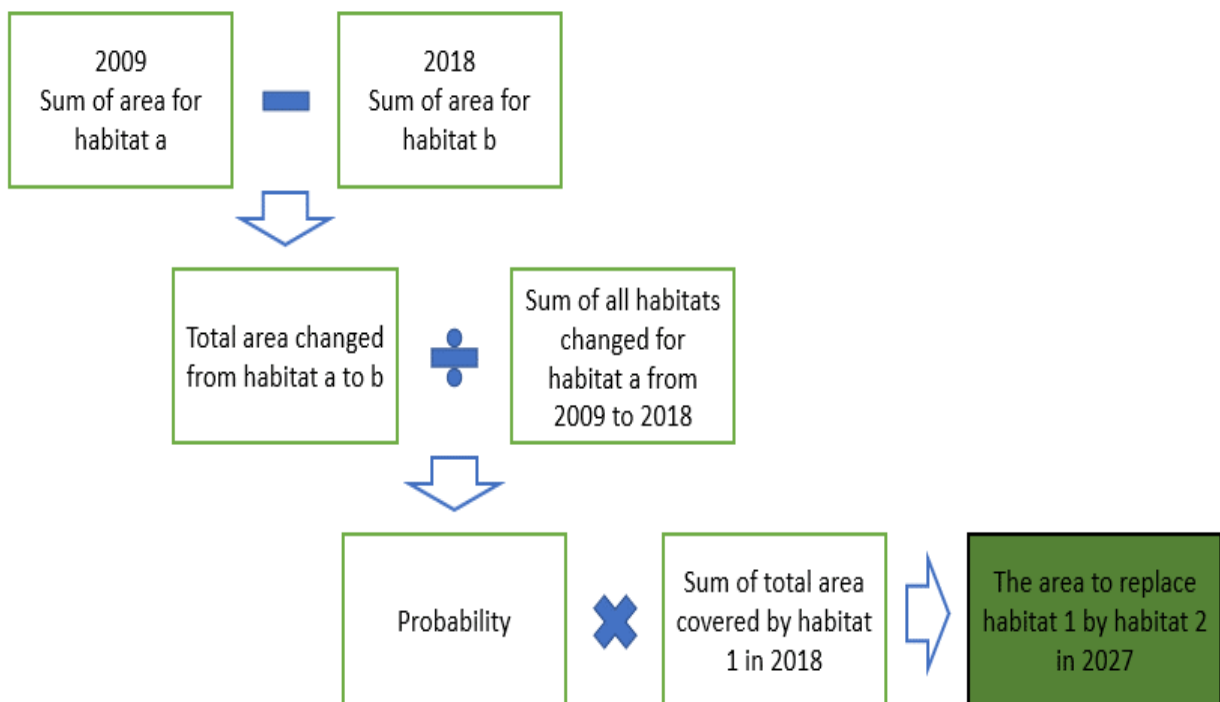 2009
Sum of area for
habitat a
2018
Sum of area for
habitat b
Total area changed
from habitat a to b
Sum of all habitats
changed for
habitat a from
2009 to 2018
Probability
Sum of total area
covered by habitat
1 in 2018
The area to replace
habitat 1 by habitat 2
in 2027